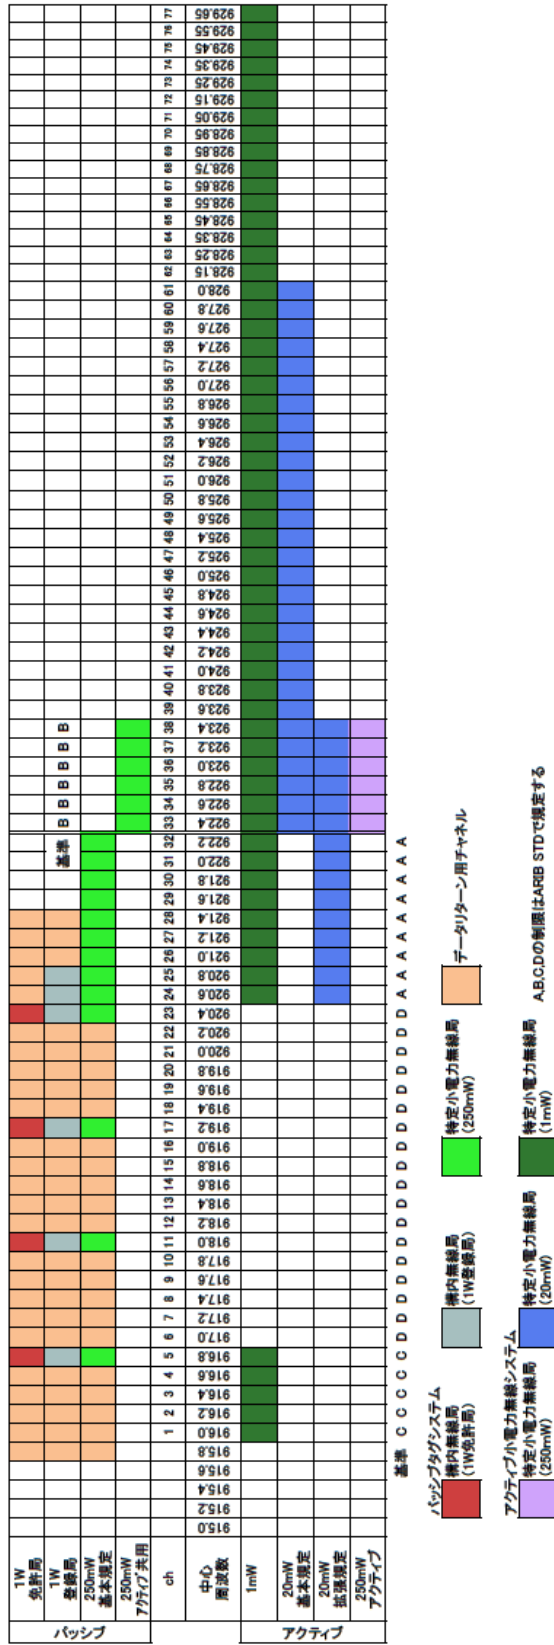 パッシブ
1W
免許局
1W
登録局
基準 B B B B B B
250mW
基本規定
250mW
アクティブ共用
ch 1 2 3 4 5 6 7 8 9 10 11 12 13 14 15 16 17 18 19 20 21 22 23 24 25 26 27 28 29 30 31 32 33 34 35 36 37 38 39 40 41 42 43 44 45 46 47 48 49 50 51 52 53 54 55 56 57 58 59 60 61 62 63 64 65 66 67 68 69 70 71 72 73 74 75 76 77
中心
周波数
915.0 915.2 915.4 915.6 915.8 916.0 916.2 916.4 916.6 916.8 917.0 917.2 917.4 917.6 917.8 918.0 918.2 918.4 918.6 918.8 919.0 919.2 919.4 919.6 919.8 920.0 920.2 920.4 920.6 920.8 921.0 921.2 921.4 921.6 921.8 922.0 922.2 922.4 922.6 922.8 923.0 923.2 923.4 923.6 923.8 924.0 924.2 924.4 924.6 924.8 925.0 925.2 925.4 925.6 925.8 926.0 926.2 926.4 926.6 926.8 927.0 927.2 927.4 927.6 927.8 928.0 928.15 928.25 928.35 928.45 928.55 928.65 928.75 928.85 928.95 929.05 929.15 929.25 929.35 929.45 929.55 929.65
アクティブ
1mW
20mW
基本規定
20mW
拡張規定
250mW
アクティブ
基準 C C C C C D D D D D D D D D D D D D D D D D D A A A A A A A A A
パッシブタグシステム
構内無線局
(1W免許局)
構内無線局
(1W登録局)
特定小電力無線局
(250mW)
データリターン用チャネル
アクティブ小電力無線システム
特定小電力無線局
(250mW)
特定小電力無線局
(20mW)
特定小電力無線局
(1mW)
A,B,C,Dの制限はARIB STDで規定する